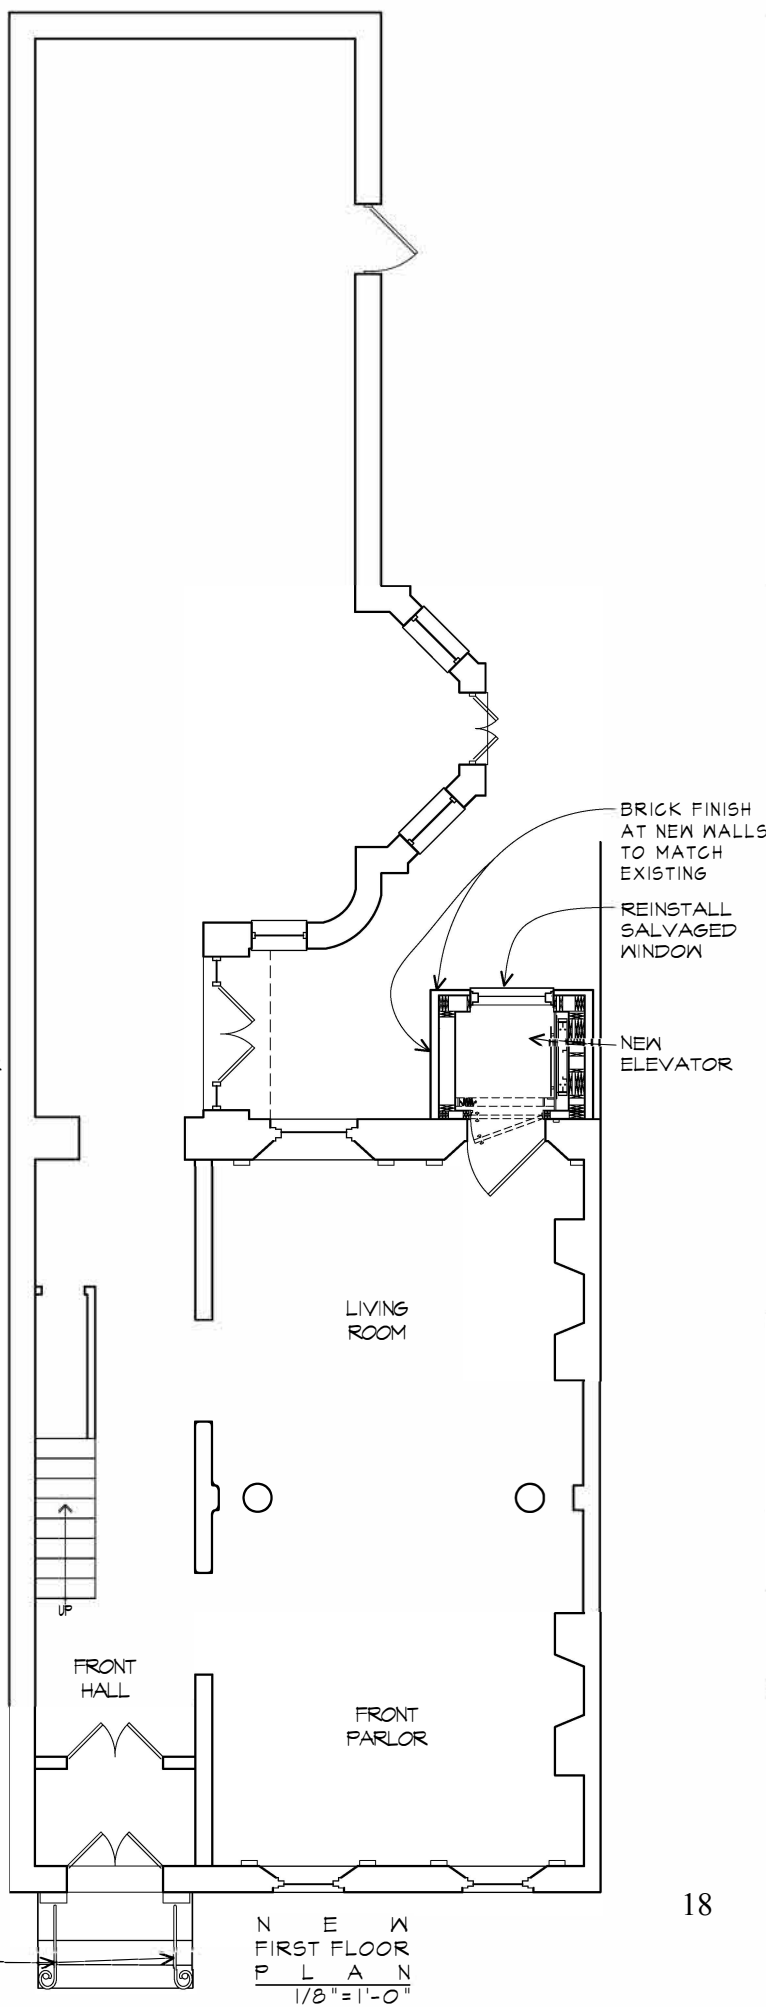 BRICK FINISH
AT NEW WALLS
TO MATCH
EXISTING
REINSTALL
SALVAGED
WINDOW
NEW
ELEVATOR
LIVING
ROOM
UP
FRONT
HALL
FRONT
PARLOR
18
N E W
FIRST FLOOR
P L A N
1/8"=1'-0"